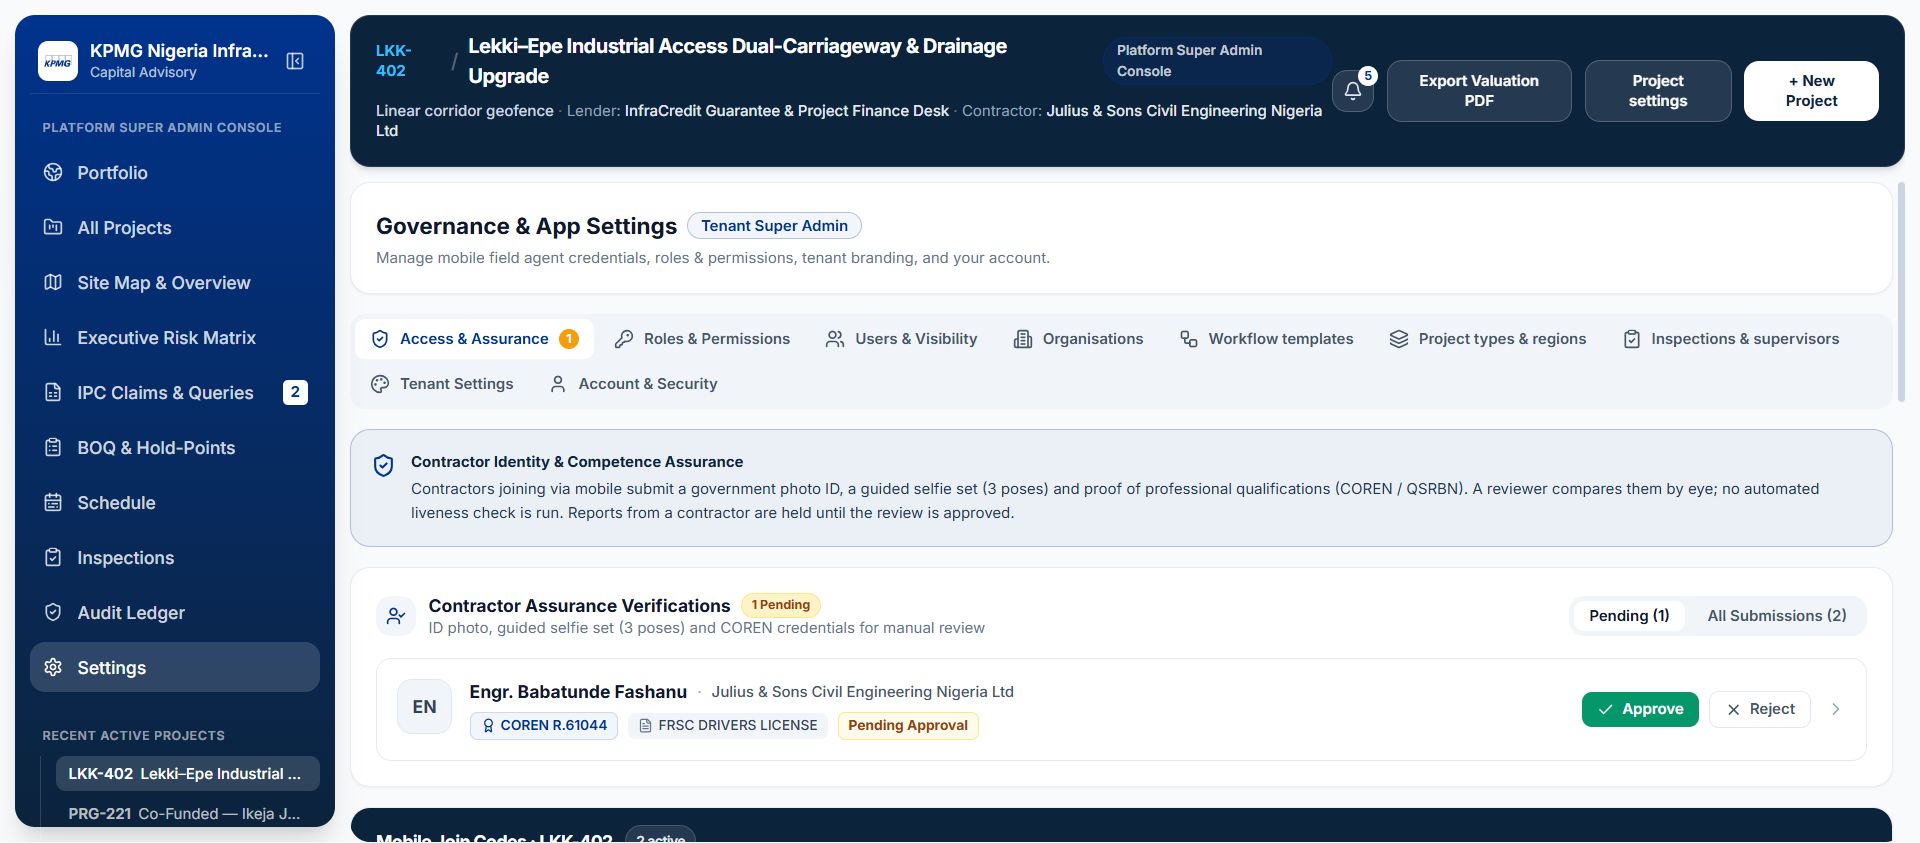 KPMG
KPMG Nigeria Infra...
Capital Advisory
PLATFORM SUPER ADMIN CONSOLE
Portfolio
All Projects
Site Map & Overview
Executive Risk Matrix
IPC Claims & Queries 2
BOQ & Hold-Points
Schedule
Inspections
Audit Ledger
Settings
RECENT ACTIVE PROJECTS
LKK-402 Lekki–Epe Industrial ...
PRG-221 Co-Funded — Ikeja J...
LKK-
402
/
Lekki–Epe Industrial Access Dual-Carriageway & Drainage
Upgrade
Platform Super Admin
Console
Linear corridor geofence · Lender: InfraCredit Guarantee & Project Finance Desk · Contractor: Julius & Sons Civil Engineering Nigeria
Ltd
5
Export Valuation
PDF
Project
settings
+ New
Project
Governance & App Settings Tenant Super Admin
Manage mobile field agent credentials, roles & permissions, tenant branding, and your account.
Access & Assurance 1 Roles & Permissions Users & Visibility Organisations Workflow templates Project types & regions Inspections & supervisors
Tenant Settings Account & Security
Contractor Identity & Competence Assurance
Contractors joining via mobile submit a government photo ID, a guided selfie set (3 poses) and proof of professional qualifications (COREN / QSRBN). A reviewer compares them by eye; no automated
liveness check is run. Reports from a contractor are held until the review is approved.
Contractor Assurance Verifications 1 Pending
ID photo, guided selfie set (3 poses) and COREN credentials for manual review
Pending (1) All Submissions (2)
EN
Engr. Babatunde Fashanu · Julius & Sons Civil Engineering Nigeria Ltd
COREN R.61044 FRSC DRIVERS LICENSE Pending Approval
Approve Reject
Mobile Join Codes · LKK-402 2 active